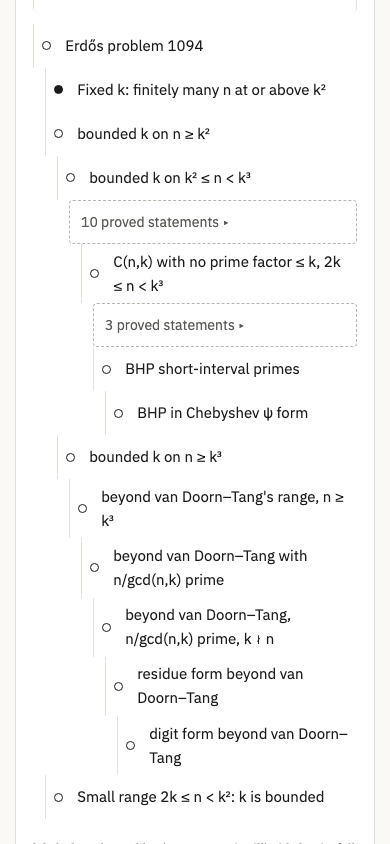 Erdős problem 1094
Fixed k: finitely many n at or above k²
bounded k on n ≥ k²
bounded k on k² ≤ n < k³
10 proved statements ▸
C(n,k) with no prime factor ≤ k, 2k
≤ n < k³
3 proved statements ▸
BHP short-interval primes
BHP in Chebyshev ψ form
bounded k on n ≥ k³
beyond van Doorn–Tang's range, n ≥
k³
beyond van Doorn–Tang with
n/gcd(n,k) prime
beyond van Doorn–Tang,
n/gcd(n,k) prime, k ∤ n
residue form beyond van
Doorn–Tang
digit form beyond van Doorn–
Tang
Small range 2k ≤ n < k²: k is bounded